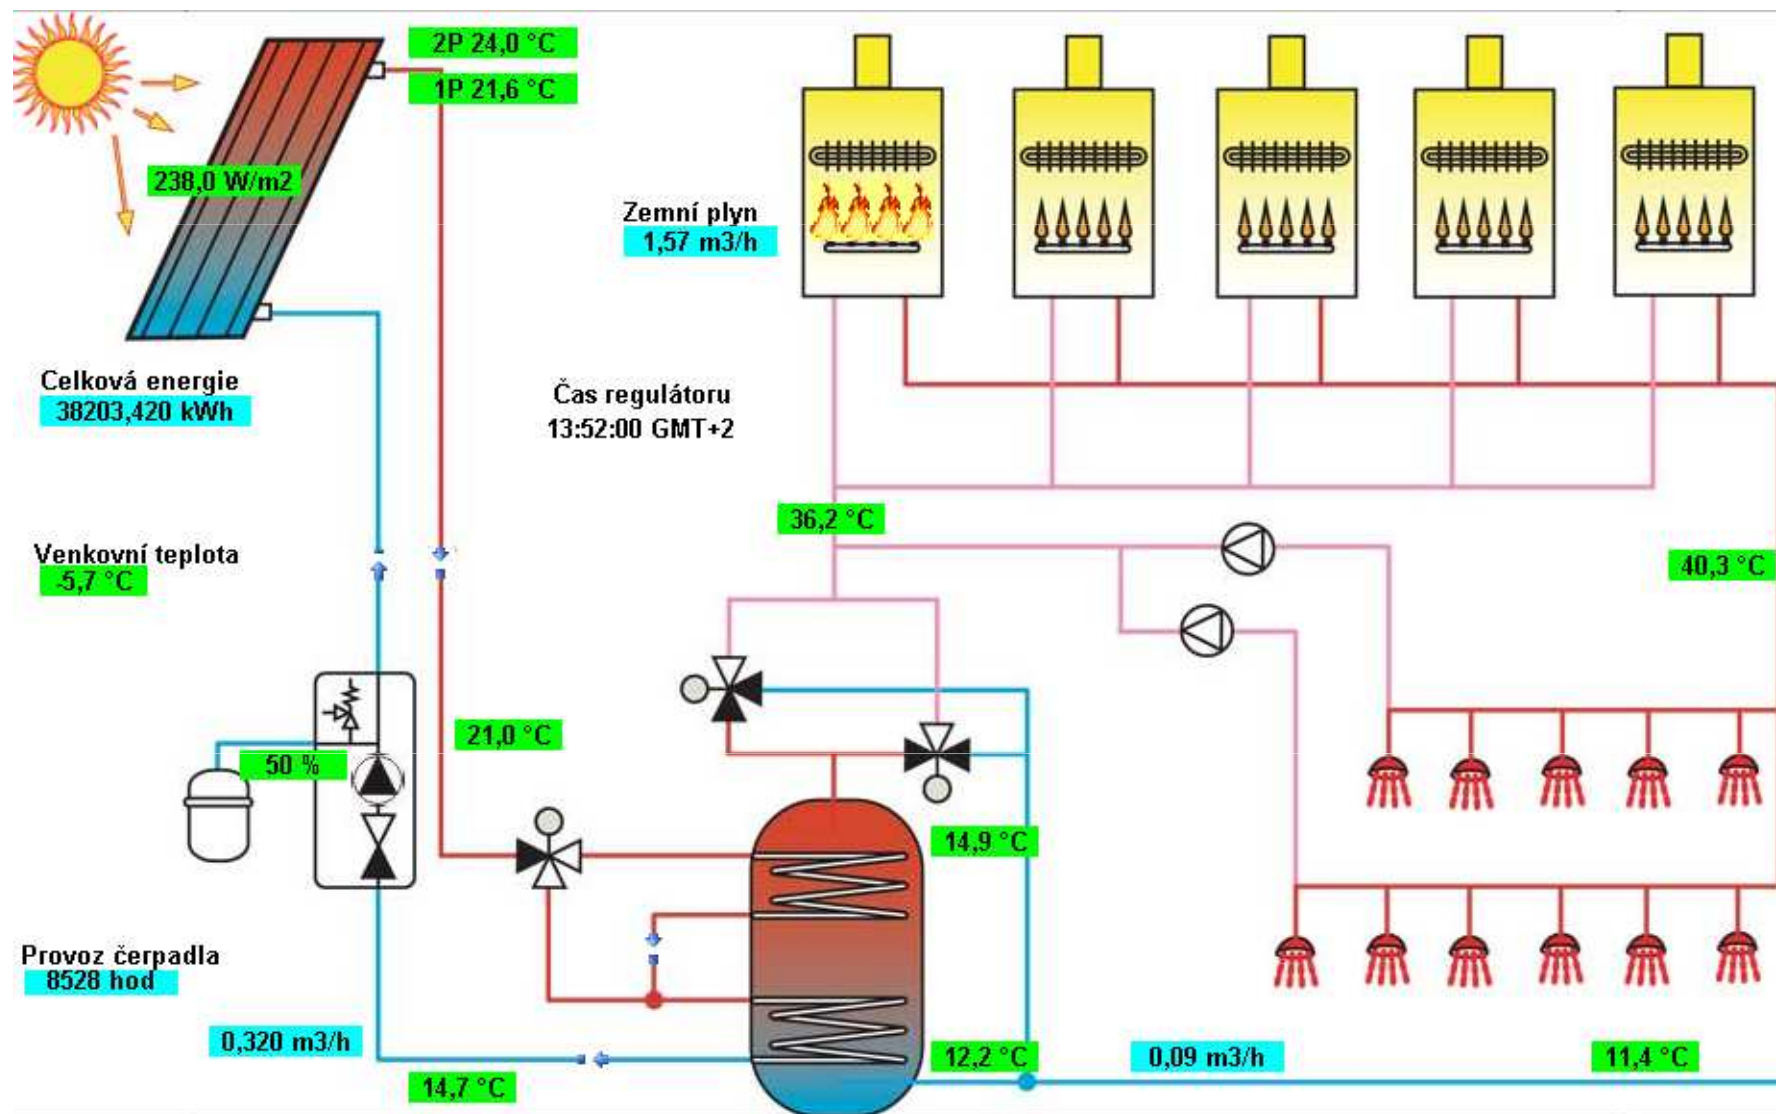 2P 24,0 °C
1P 21,6 °C
238,0 W/m2
Zemní plyn
1,57 m3/h
Celková energie
38203,420 kWh
Čas regulátoru
13:52:00 GMT+2
36,2 °C
Venkovní teplota
-5,7 °C
40,3 °C
21,0 °C
50 %
14,9 °C
Provoz čerpadla
8528 hod
0,320 m3/h
12,2 °C
0,09 m3/h
11,4 °C
14,7 °C